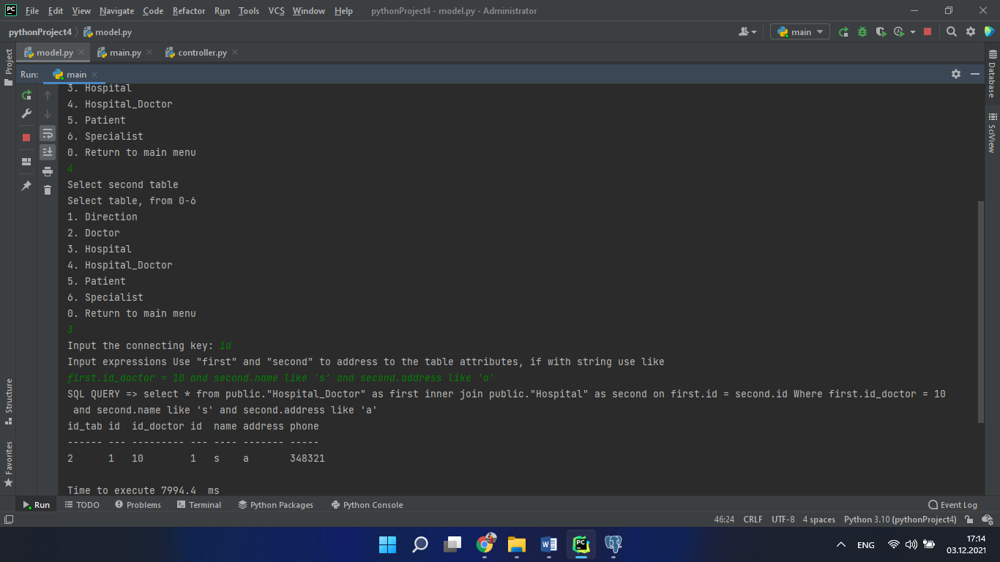 PC File Edit View Navigate Code Refactor Run Tools VCS Window Help pythonProject4 - model.py - Administrator
pythonProject4 model.py main
Project model.py main.py controller.py
Run: main
Database
SciView
3. Hospital
4. Hospital_Doctor
5. Patient
6. Specialist
0. Return to main menu
4
Select second table
Select table, from 0-6
1. Direction
2. Doctor
3. Hospital
4. Hospital_Doctor
5. Patient
6. Specialist
0. Return to main menu
3
Input the connecting key: id
Input expressions Use "first" and "second" to address to the table attributes, if with string use like
first.id_doctor = 10 and second.name like 's' and second.address like 'a'
SQL QUERY => select * from public."Hospital_Doctor" as first inner join public."Hospital" as second on first.id = second.id Where first.id_doctor = 10
and second.name like 's' and second.address like 'a'
id_tab id id_doctor id name address phone
------ --- --------- --- ---- ------- -----
2 1 10 1 s a 348321
Time to execute 7994.4 ms
Structure
Favorites
Run TODO Problems Terminal Python Packages Python Console Event Log
46:24 CRLF UTF-8 4 spaces Python 3.10 (pythonProject4)
W PC ENG 17:14
03.12.2021